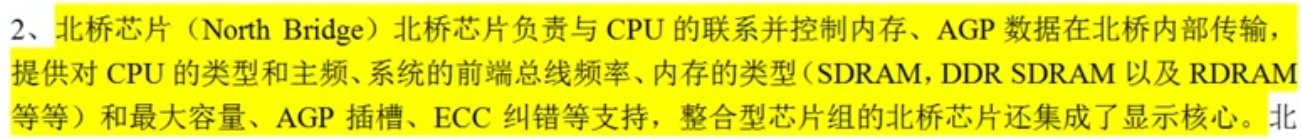 2、北桥芯片（North Bridge）北桥芯片负责与 CPU 的联系并控制内存、AGP 数据在北桥内部传输，
提供对 CPU 的类型和主频、系统的前端总线频率、内存的类型（SDRAM，DDR SDRAM 以及 RDRAM
等等）和最大容量、AGP 插槽、ECC 纠错等支持，整合型芯片组的北桥芯片还集成了显示核心。北